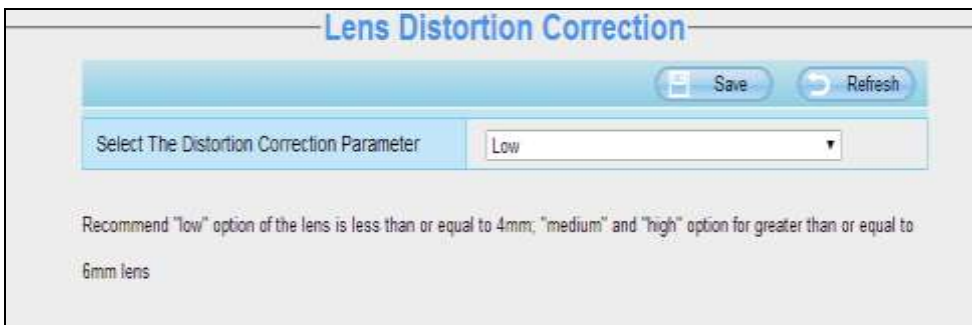 Lens Distortion Correction
Save Refresh
Select The Distortion Correction Parameter Low
Recommend "low" option of the lens is less than or equal to 4mm; "medium" and "high" option for greater than or equal to
6mm lens